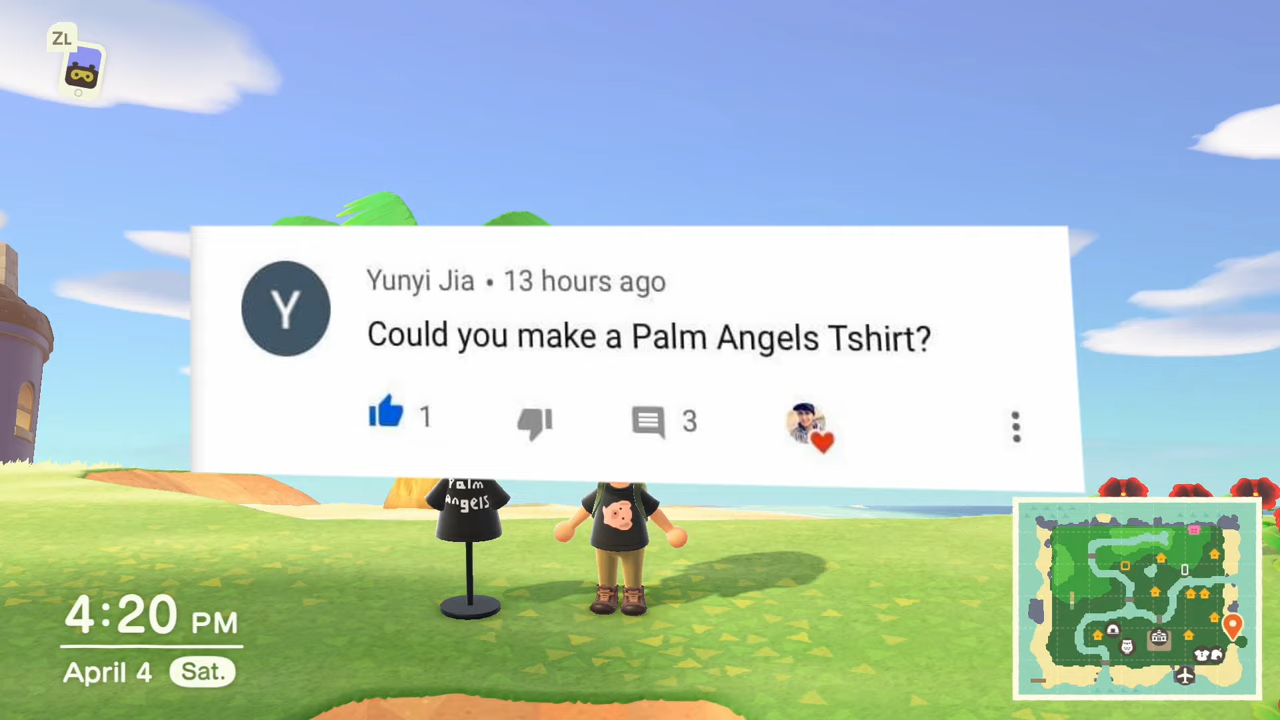 ZL
Yunyi Jia • 13 hours ago
Y
Could you make a Palm Angels Tshirt?
1
3
Palm
Angels
4:20 PM
April 4 Sat.